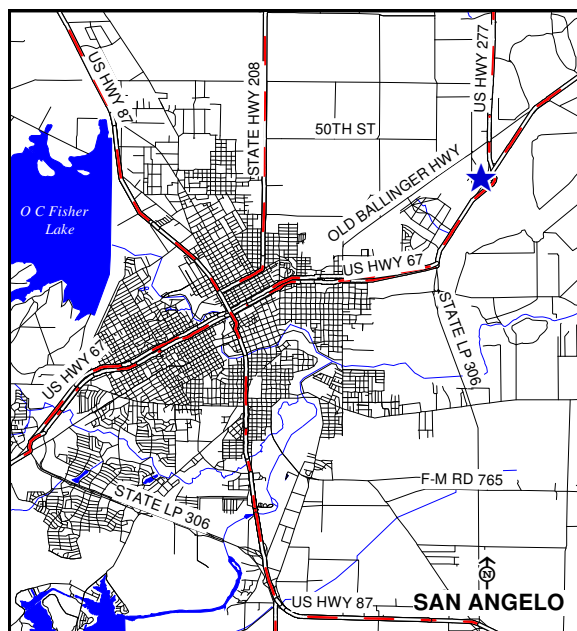 US HWY 87
STATE HWY 208
US HWY 277
50TH ST
OLD BALLINGER HWY
O C Fisher
Lake
US HWY 67
STATE LP 306
US HWY 67
F-M RD 765
STATE LP 306
N
US HWY 87
SAN ANGELO